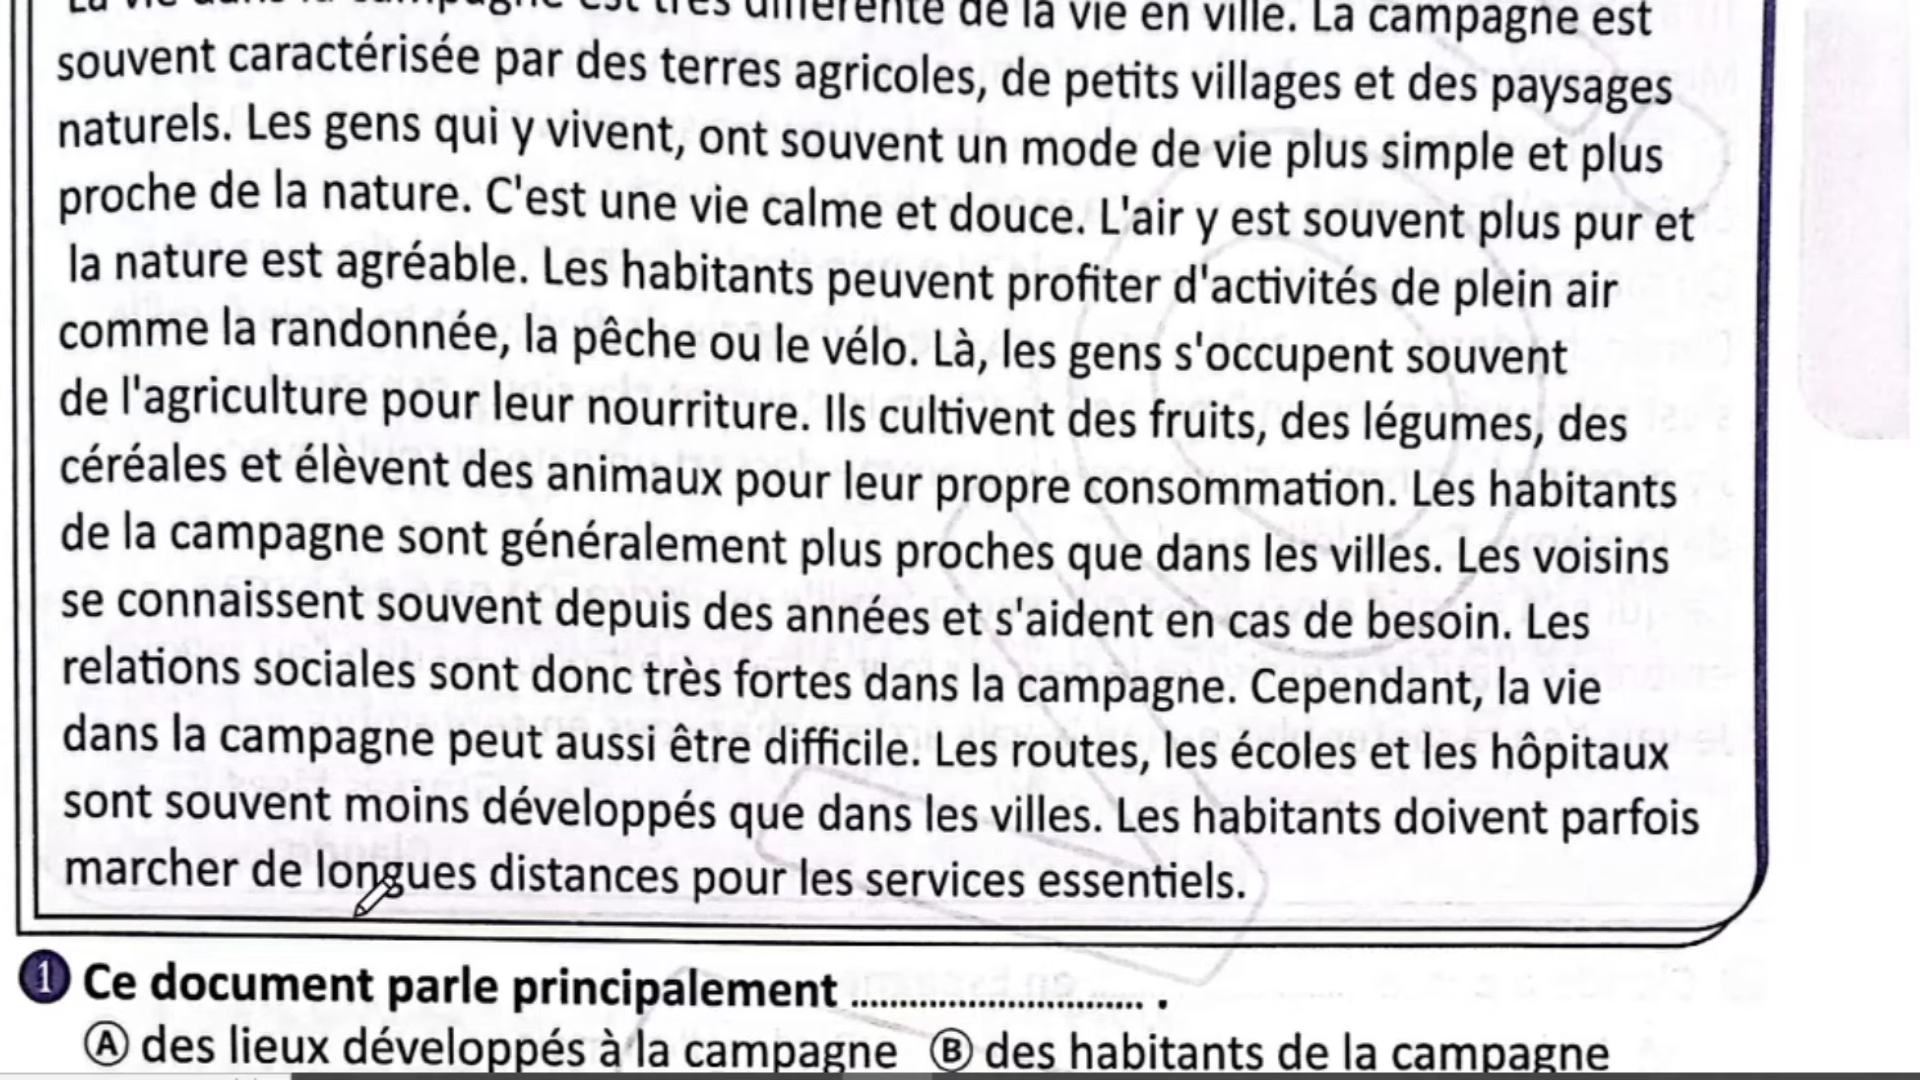 La vie dans la campagne est très différente de la vie en ville. La campagne est
souvent caractérisée par des terres agricoles, de petits villages et des paysages
naturels. Les gens qui y vivent, ont souvent un mode de vie plus simple et plus
proche de la nature. C'est une vie calme et douce. L'air y est souvent plus pur et
la nature est agréable. Les habitants peuvent profiter d'activités de plein air
comme la randonnée, la pêche ou le vélo. Là, les gens s'occupent souvent
de l'agriculture pour leur nourriture. Ils cultivent des fruits, des légumes, des
céréales et élèvent des animaux pour leur propre consommation. Les habitants
de la campagne sont généralement plus proches que dans les villes. Les voisins
se connaissent souvent depuis des années et s'aident en cas de besoin. Les
relations sociales sont donc très fortes dans la campagne. Cependant, la vie
dans la campagne peut aussi être difficile. Les routes, les écoles et les hôpitaux
sont souvent moins développés que dans les villes. Les habitants doivent parfois
marcher de longues distances pour les services essentiels.
1 Ce document parle principalement .............................. .
A des lieux développés à la campagne B des habitants de la campagne